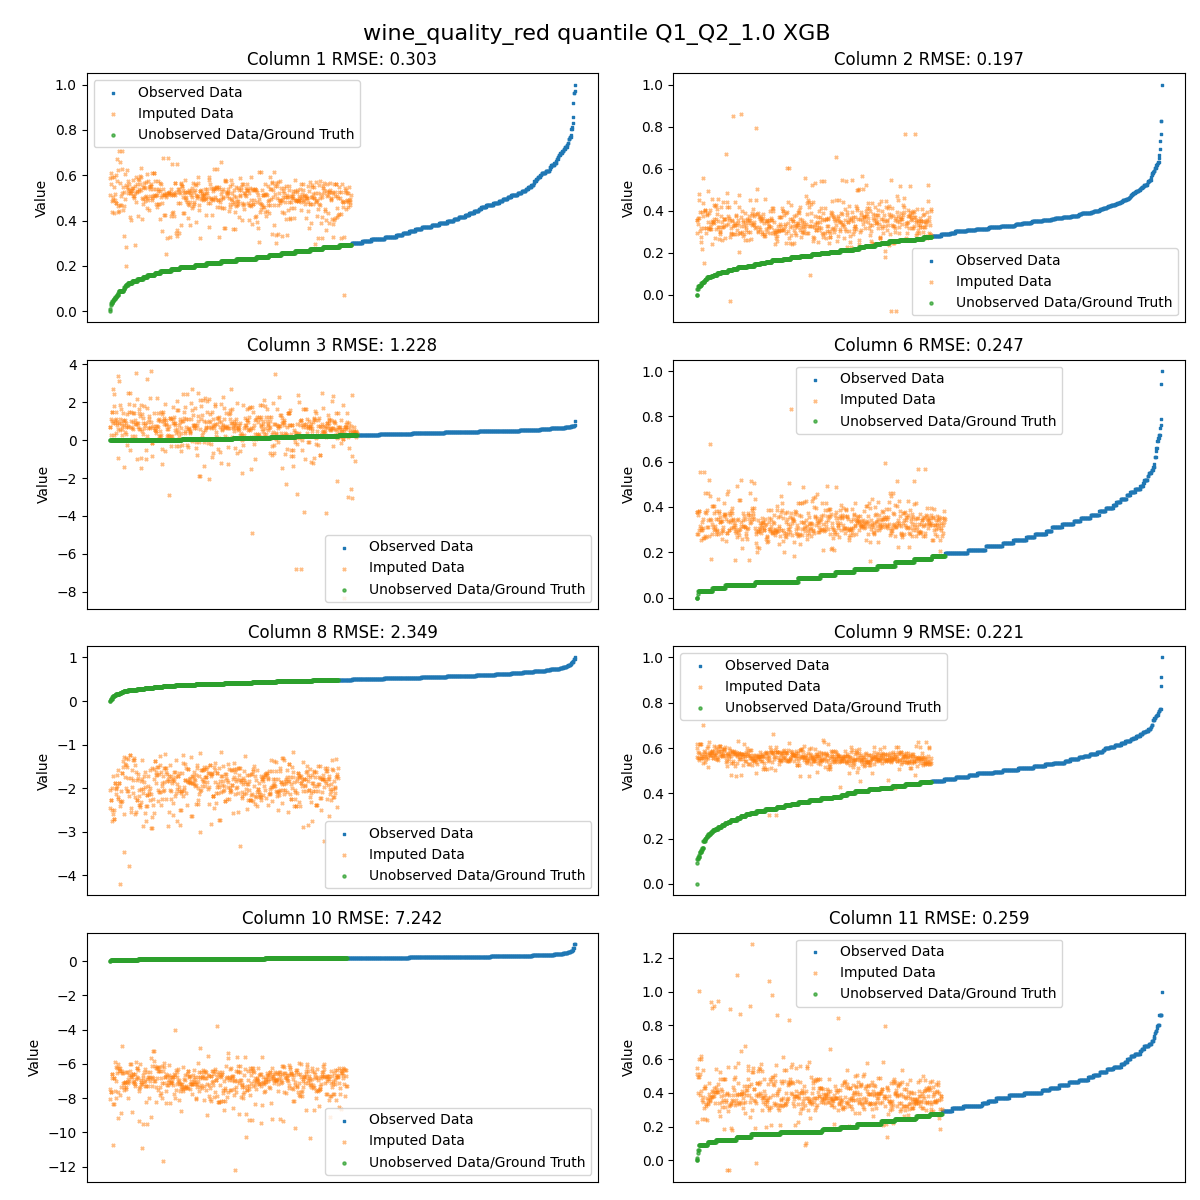 wine_quality_red quantile Q1_Q2_1.0 XGB
Column 1 RMSE: 0.303
1.0
0.8
0.6
0.4
0.2
0.0
Value
Observed Data
Imputed Data
Unobserved Data/Ground Truth
Column 2 RMSE: 0.197
1.0
0.8
0.6
0.4
0.2
0.0
Value
Observed Data
Imputed Data
Unobserved Data/Ground Truth
Column 3 RMSE: 1.228
4
2
0
−2
−4
−6
−8
Value
Observed Data
Imputed Data
Unobserved Data/Ground Truth
Column 6 RMSE: 0.247
1.0
0.8
0.6
0.4
0.2
0.0
Value
Observed Data
Imputed Data
Unobserved Data/Ground Truth
Column 8 RMSE: 2.349
1
0
−1
−2
−3
−4
Value
Observed Data
Imputed Data
Unobserved Data/Ground Truth
Column 9 RMSE: 0.221
1.0
0.8
0.6
0.4
0.2
0.0
Value
Observed Data
Imputed Data
Unobserved Data/Ground Truth
Column 10 RMSE: 7.242
0
−2
−4
−6
−8
−10
−12
Value
Observed Data
Imputed Data
Unobserved Data/Ground Truth
Column 11 RMSE: 0.259
1.2
1.0
0.8
0.6
0.4
0.2
0.0
Value
Observed Data
Imputed Data
Unobserved Data/Ground Truth